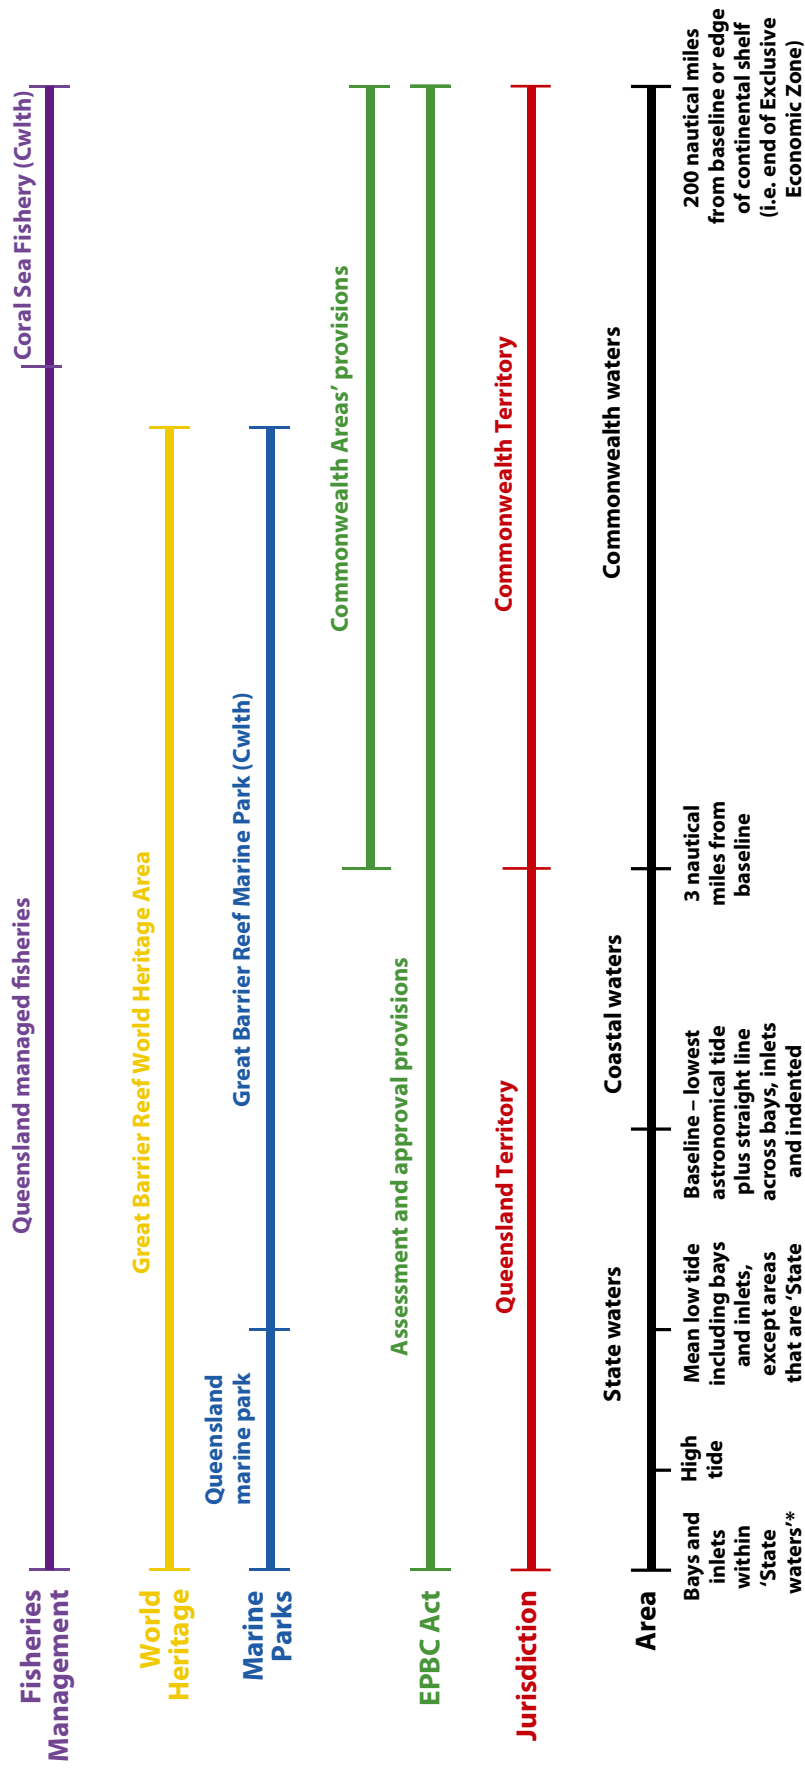 Fisheries
Management
Queensland managed fisheries
Coral Sea Fishery (Cwlth)
World
Heritage
Great Barrier Reef World Heritage Area
Marine
Parks
Queensland
marine park
Great Barrier Reef Marine Park (Cwlth)
Commonwealth Areas’ provisions
EPBC Act
Assessment and approval provisions
Jurisdiction
Queensland Territory
Commonwealth Territory
Area
State waters
Coastal waters
Commonwealth waters
Bays and
inlets
within
‘State
waters’*
High
tide
Mean low tide
including bays
and inlets,
except areas
that are ‘State
Baseline – lowest
astronomical tide
plus straight line
across bays, inlets
and indented
3 nautical
miles from
baseline
200 nautical miles
from baseline or edge
of continental shelf
(i.e. end of Exclusive
Economic Zone)